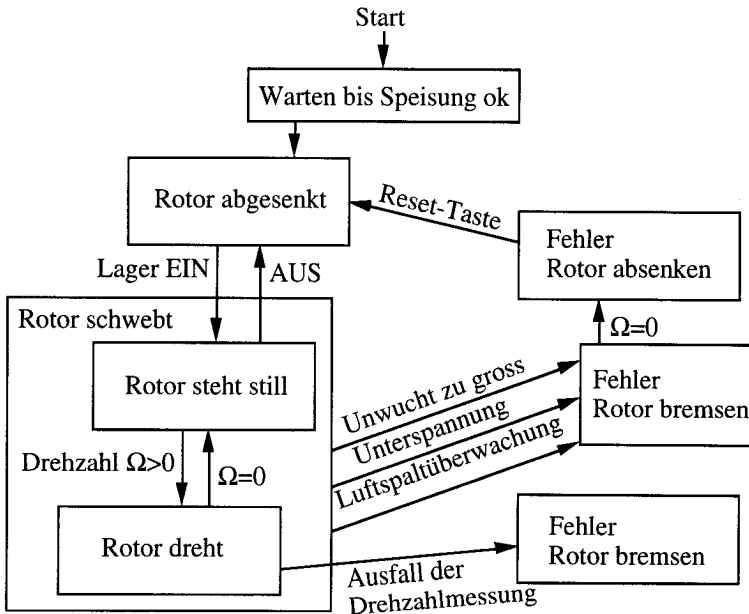 Start
Warten bis Speisung ok
Rotor abgesenkt
Reset-Taste
Fehler
Rotor absenken
Lager EIN
AUS
Rotor schwebt
Ω=0
Rotor steht still
Unwucht zu gross
Unterspannung
Luftspaltüberwachung
Fehler
Rotor bremsen
Drehzahl Ω>0
Ω=0
Rotor dreht
Fehler
Rotor bremsen
Ausfall der
Drehzahlmessung